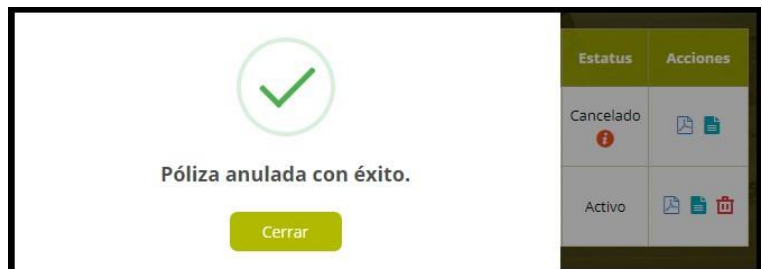 Póliza anulada con éxito.
Cerrar
Estatus Acciones
Cancelado
Activo